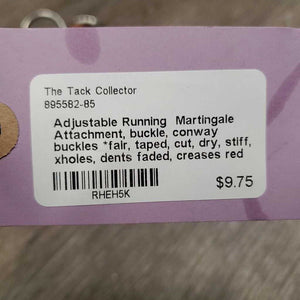 The Tack Collector
895582-85
Adjustable Running Martingale
Attachment, buckle, conway
buckles *fair, taped, cut, dry, stiff,
xholes, dents faded, creases red
$9.75
RHEH5K